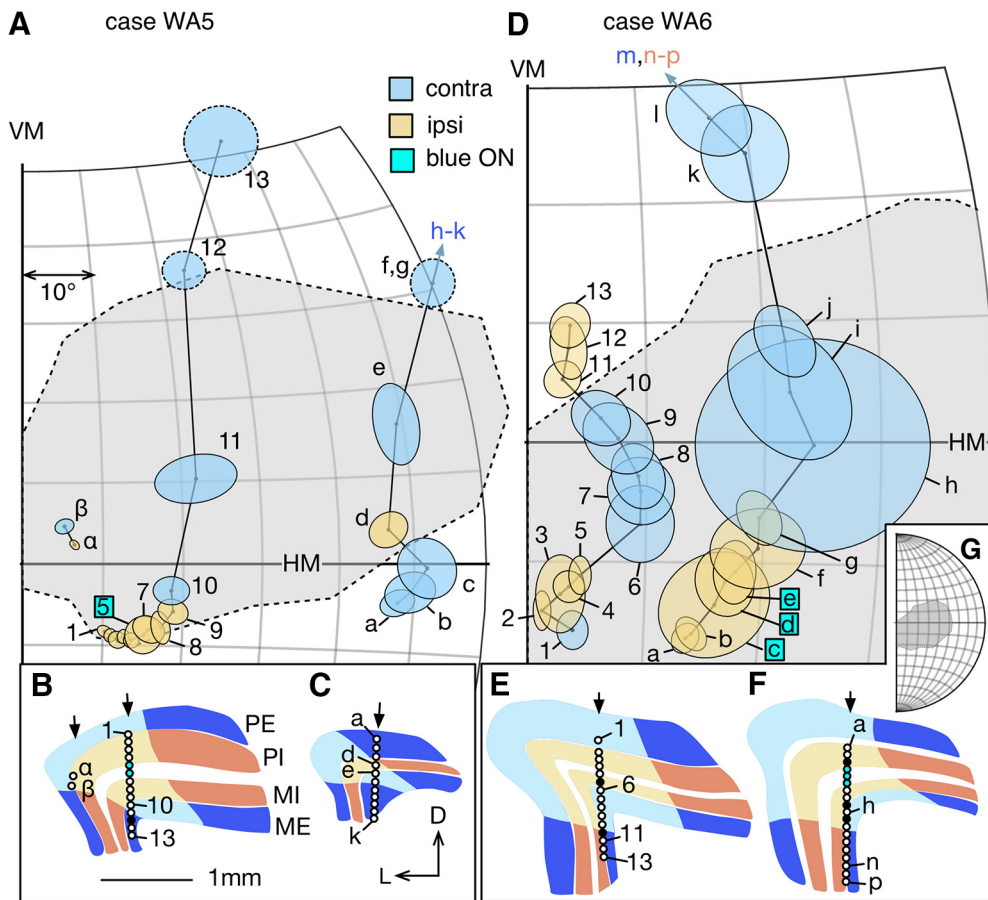 A case WA5
VM
13
12
10°
f,g
h-k
e
11
β
α
d
HM
10
5
7
1
9
8
c
b
a
contra
ipsi
blue ON
D case WA6
m,n-p
VM
l
k
13
12
11
10
9
8
7
6
j
i
HM
h
3
5
2
4
1
g
f
e
d
c
b
a
G
B
1
α
β
10
13
PE
PI
MI
ME
1mm
C
a
d
e
k
D
L
E
1
6
11
13
F
a
h
n
p